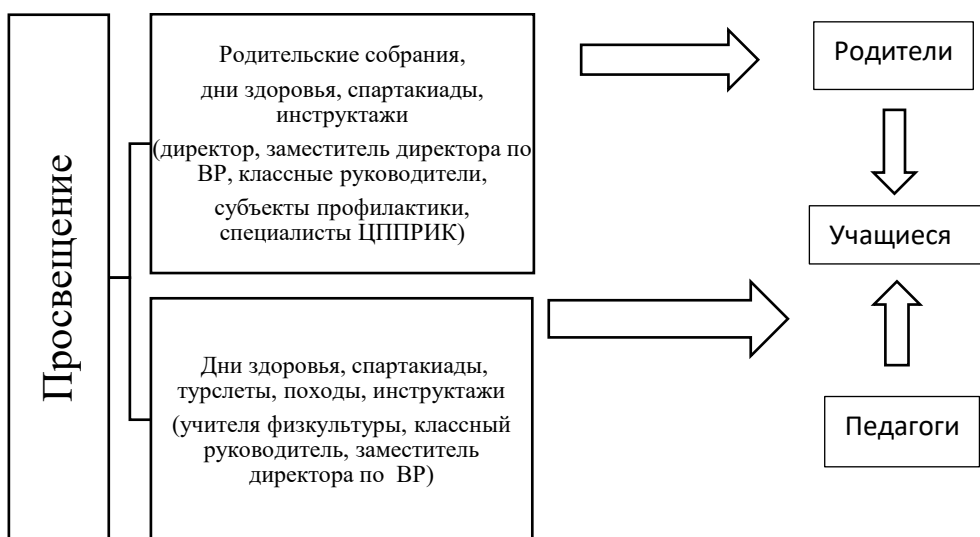 Просвещение
Родительские собрания,
дни здоровья, спартакиады,
инструктажи
(директор, заместитель директора по
ВР, классные руководители,
субъекты профилактики,
специалисты ЦППРИК)
Дни здоровья, спартакиады,
турслеты, походы, инструктажи
(учителя физкультуры, классный
руководитель, заместитель
директора по ВР)
Родители
Учащиеся
Педагоги